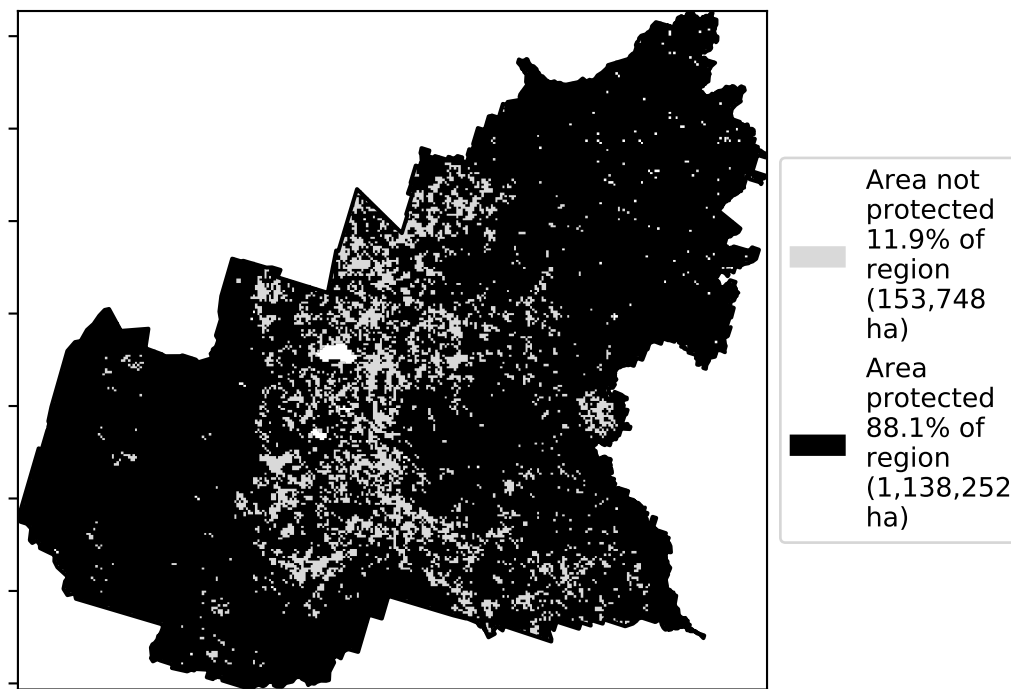 Area not
protected
11.9% of
region
(153,748
ha)
Area
protected
88.1% of
region
(1,138,252
ha)